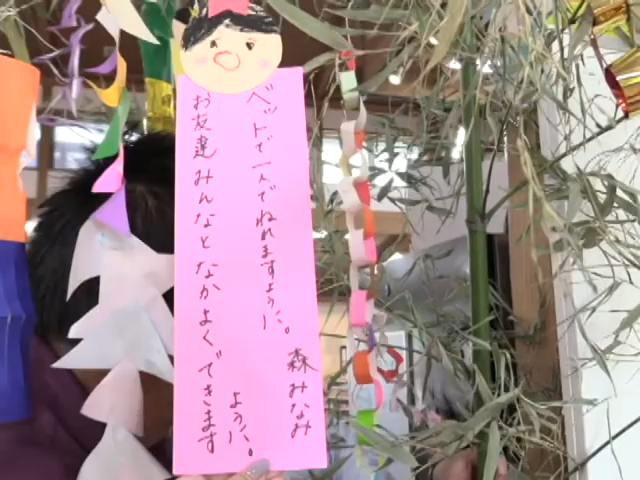 ベットで一人でねれますように。
お友達みんなとなかよくできます
ように。
森みなみ